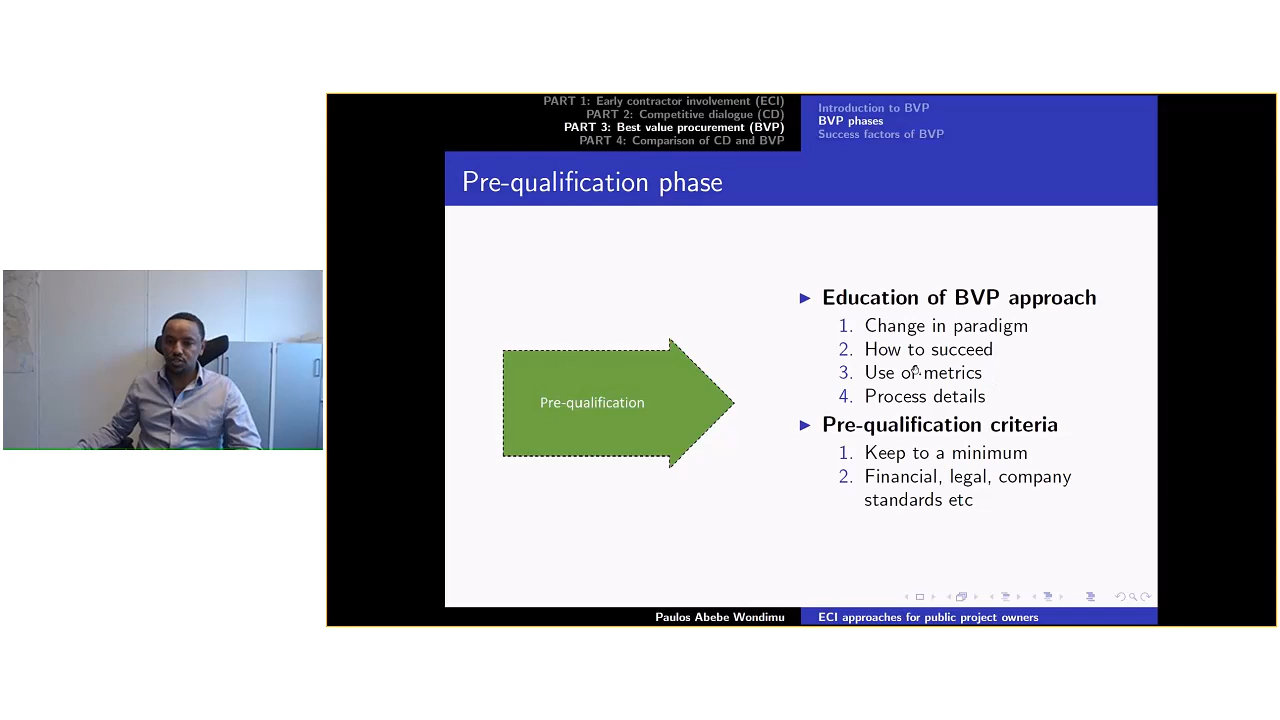 PART 1: Early contractor involvement (ECI)
PART 2: Competitive dialogue (CD)
PART 3: Best value procurement (BVP)
PART 4: Comparison of CD and BVP
Introduction to BVP
BVP phases
Success factors of BVP
Pre-qualification phase
Pre-qualification
Education of BVP approach
1. Change in paradigm
2. How to succeed
3. Use of metrics
4. Process details
Pre-qualification criteria
1. Keep to a minimum
2. Financial, legal, company
standards etc
Paulos Abebe Wondimu
ECI approaches for public project owners